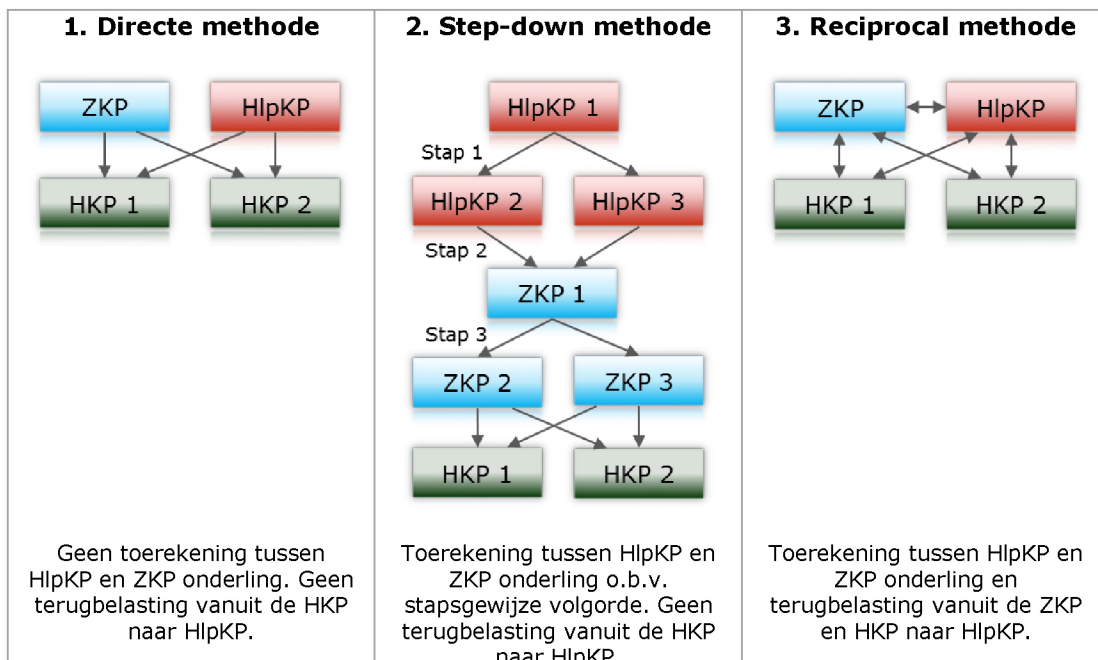 1. Directe methode
ZKP
HlpKP
HKP 1
HKP 2
Geen toerekening tussen
HlpKP en ZKP onderling. Geen
terugbelasting vanuit de HKP
naar HlpKP.
2. Step-down methode
HlpKP 1
Stap 1
HlpKP 2
HlpKP 3
Stap 2
ZKP 1
Stap 3
ZKP 2
ZKP 3
HKP 1
HKP 2
Toerekening tussen HlpKP en
ZKP onderling o.b.v.
stapsgewijze volgorde. Geen
terugbelasting vanuit de HKP
naar HlpKP
3. Reciprocal methode
ZKP
HlpKP
HKP 1
HKP 2
Toerekening tussen HlpKP en
ZKP onderling en
terugbelasting vanuit de ZKP
en HKP naar HlpKP.